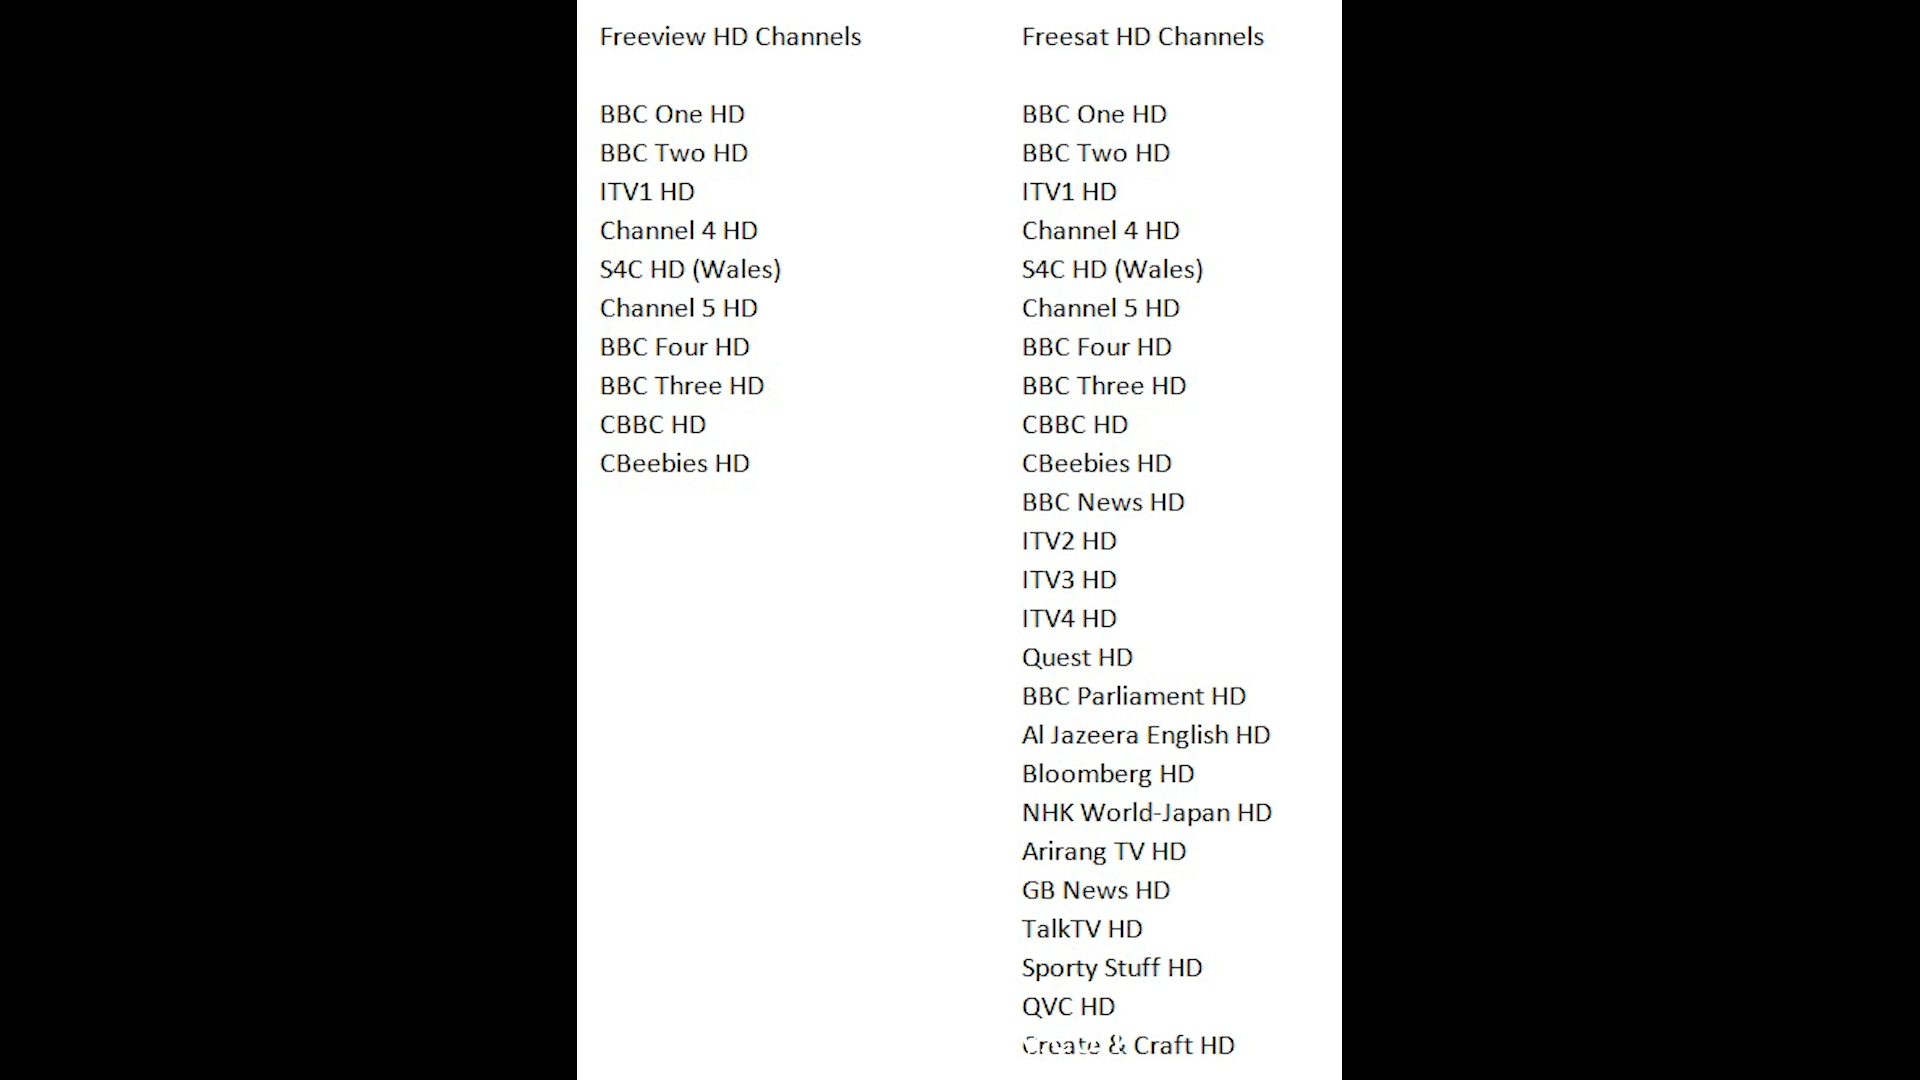 Freeview HD Channels
BBC One HD
BBC Two HD
ITV1 HD
Channel 4 HD
S4C HD (Wales)
Channel 5 HD
BBC Four HD
BBC Three HD
CBBC HD
CBeebies HD
Freesat HD Channels
BBC One HD
BBC Two HD
ITV1 HD
Channel 4 HD
S4C HD (Wales)
Channel 5 HD
BBC Four HD
BBC Three HD
CBBC HD
CBeebies HD
BBC News HD
ITV2 HD
ITV3 HD
ITV4 HD
Quest HD
BBC Parliament HD
Al Jazeera English HD
Bloomberg HD
NHK World-Japan HD
Arirang TV HD
GB News HD
TalkTV HD
Sporty Stuff HD
QVC HD
Create & Craft HD